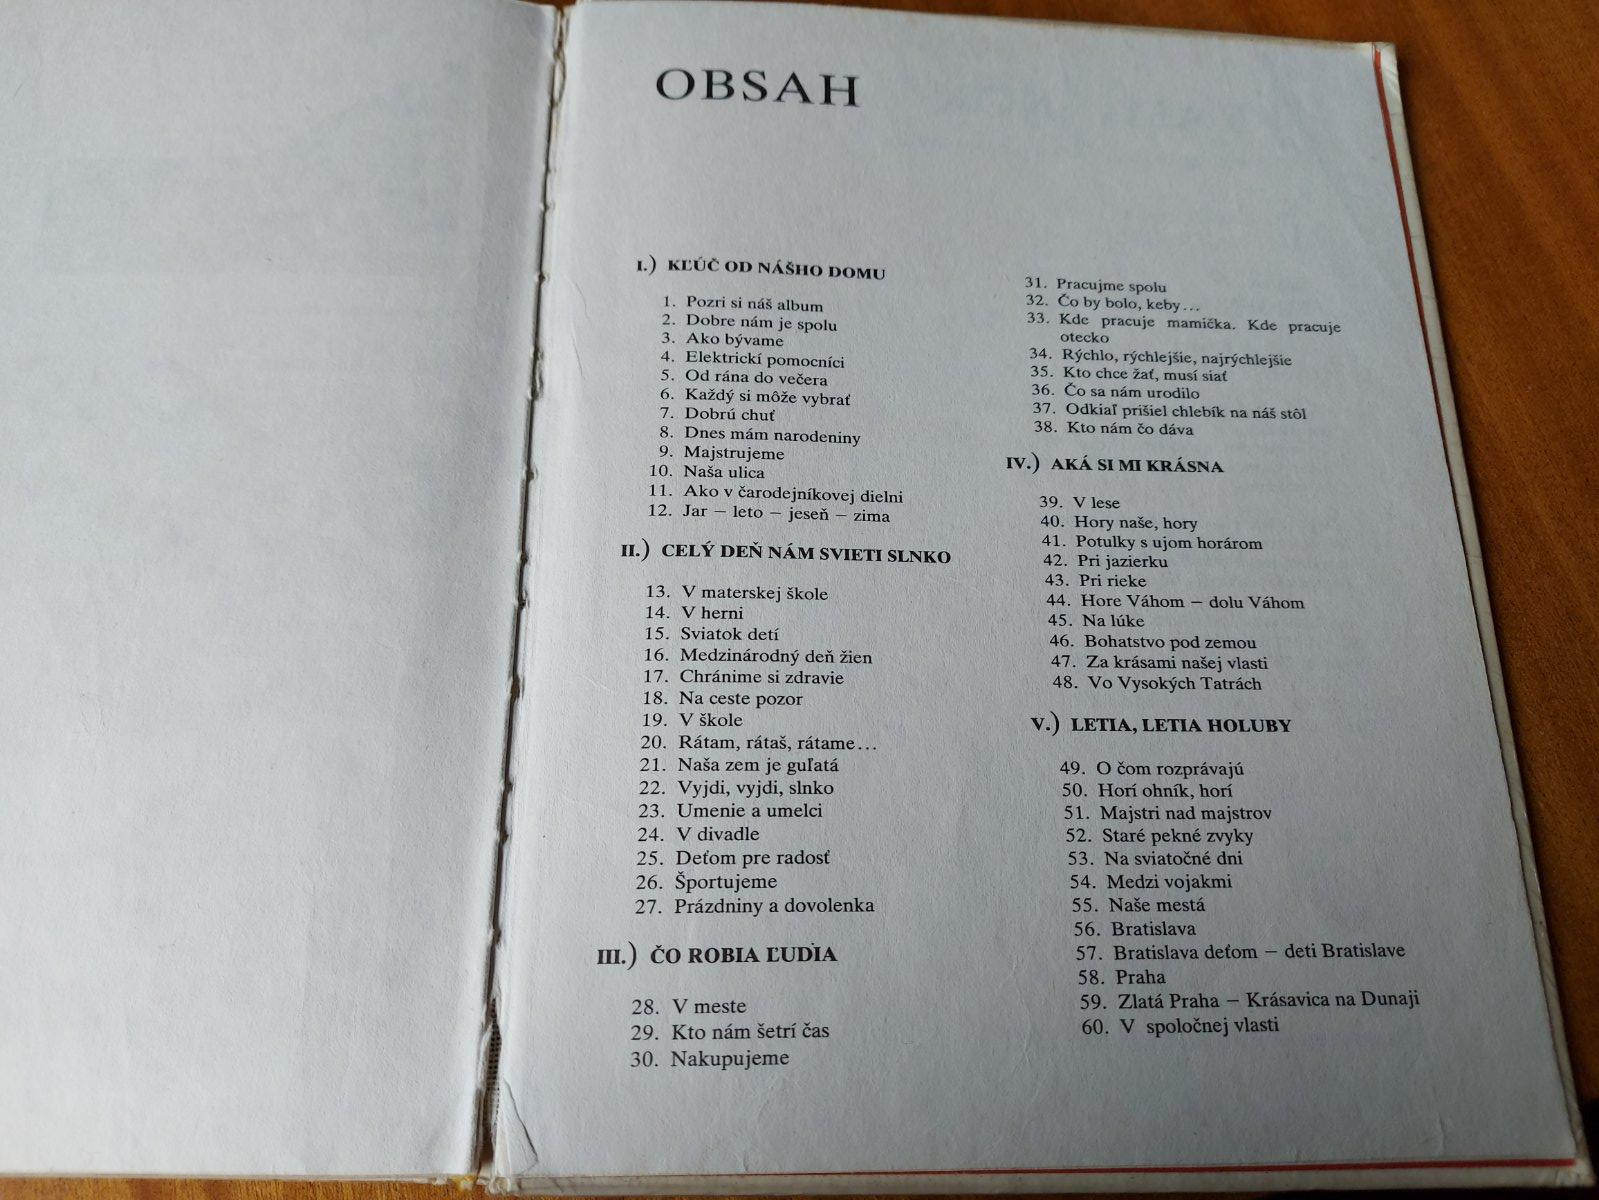 OBSAH
I.) KĽÚČ OD NÁŠHO DOMU
1. Pozri si náš album
2. Dobre nám je spolu
3. Ako bývame
4. Elektrickí pomocníci
5. Od rána do večera
6. Každý si môže vybrať
7. Dobrú chuť
8. Dnes mám narodeniny
9. Majstrujeme
10. Naša ulica
11. Ako v čarodejníkovej dielni
12. Jar – leto – jeseň – zima
II.) CELÝ DEŇ NÁM SVIETI SLNKO
13. V materskej škole
14. V herni
15. Sviatok detí
16. Medzinárodný deň žien
17. Chránime si zdravie
18. Na ceste pozor
19. V škole
20. Rátam, rátaš, rátame...
21. Naša zem je guľatá
22. Vyjdi, vyjdi, slnko
23. Umenie a umelci
24. V divadle
25. Deťom pre radosť
26. Športujeme
27. Prázdniny a dovolenka
III.) ČO ROBIA ĽUDIA
28. V meste
29. Kto nám šetrí čas
30. Nakupujeme
31. Pracujme spolu
32. Čo by bolo, keby...
33. Kde pracuje mamička. Kde pracuje
otecko
34. Rýchlo, rýchlejšie, najrýchlejšie
35. Kto chce žať, musí siať
36. Čo sa nám urodilo
37. Odkiaľ prišiel chlebík na náš stôl
38. Kto nám čo dáva
IV.) AKÁ SI MI KRÁSNA
39. V lese
40. Hory naše, hory
41. Potulky s ujom horárom
42. Pri jazierku
43. Pri rieke
44. Hore Váhom – dolu Váhom
45. Na lúke
46. Bohatstvo pod zemou
47. Za krásami našej vlasti
48. Vo Vysokých Tatrách
V.) LETIA, LETIA HOLUBY
49. O čom rozprávajú
50. Horí ohník, horí
51. Majstri nad majstrov
52. Staré pekné zvyky
53. Na sviatočné dni
54. Medzi vojakmi
55. Naše mestá
56. Bratislava
57. Bratislava deťom – deti Bratislave
58. Praha
59. Zlatá Praha – Krásavica na Dunaji
60. V spoločnej vlasti